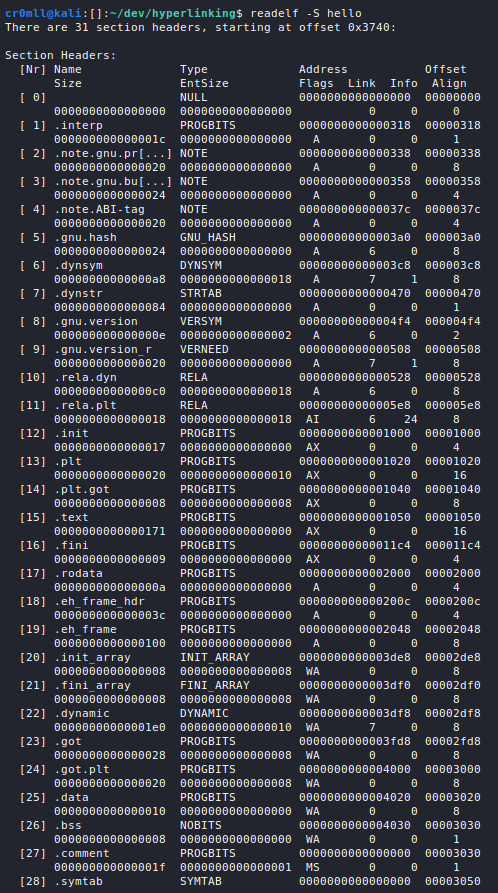 cr0mll@kali:[]:~/dev/hyperlinking$ readelf -S hello
There are 31 section headers, starting at offset 0x3740:
Section Headers:
[Nr] Name Type Address Offset
Size EntSize Flags Link Info Align
[ 0] NULL 0000000000000000 00000000
0000000000000000 0000000000000000 0 0 0
[ 1] .interp PROGBITS 0000000000000318 00000318
000000000000001c 0000000000000000 A 0 0 1
[ 2] .note.gnu.pr[...] NOTE 0000000000000338 00000338
0000000000000020 0000000000000000 A 0 0 8
[ 3] .note.gnu.bu[...] NOTE 0000000000000358 00000358
0000000000000024 0000000000000000 A 0 0 4
[ 4] .note.ABI-tag NOTE 000000000000037c 0000037c
0000000000000020 0000000000000000 A 0 0 4
[ 5] .gnu.hash GNU_HASH 00000000000003a0 000003a0
0000000000000024 0000000000000000 A 6 0 8
[ 6] .dynsym DYNSYM 00000000000003c8 000003c8
00000000000000a8 0000000000000018 A 7 1 8
[ 7] .dynstr STRTAB 0000000000000470 00000470
0000000000000084 0000000000000000 A 0 0 1
[ 8] .gnu.version VERSYM 00000000000004f4 000004f4
000000000000000e 0000000000000002 A 6 0 2
[ 9] .gnu.version_r VERNEED 0000000000000508 00000508
0000000000000020 0000000000000000 A 7 1 8
[10] .rela.dyn RELA 0000000000000528 00000528
00000000000000c0 0000000000000018 A 6 0 8
[11] .rela.plt RELA 00000000000005e8 000005e8
0000000000000018 0000000000000018 AI 6 24 8
[12] .init PROGBITS 0000000000001000 00001000
0000000000000017 0000000000000000 AX 0 0 4
[13] .plt PROGBITS 0000000000001020 00001020
0000000000000020 0000000000000010 AX 0 0 16
[14] .plt.got PROGBITS 0000000000001040 00001040
0000000000000008 0000000000000008 AX 0 0 8
[15] .text PROGBITS 0000000000001050 00001050
0000000000000171 0000000000000000 AX 0 0 16
[16] .fini PROGBITS 00000000000011c4 000011c4
0000000000000009 0000000000000000 AX 0 0 4
[17] .rodata PROGBITS 0000000000002000 00002000
000000000000000a 0000000000000000 A 0 0 4
[18] .eh_frame_hdr PROGBITS 000000000000200c 0000200c
000000000000003c 0000000000000000 A 0 0 4
[19] .eh_frame PROGBITS 0000000000002048 00002048
0000000000000100 0000000000000000 A 0 0 8
[20] .init_array INIT_ARRAY 0000000000003de8 00002de8
0000000000000008 0000000000000008 WA 0 0 8
[21] .fini_array FINI_ARRAY 0000000000003df0 00002df0
0000000000000008 0000000000000008 WA 0 0 8
[22] .dynamic DYNAMIC 0000000000003df8 00002df8
00000000000001e0 0000000000000010 WA 7 0 8
[23] .got PROGBITS 0000000000003fd8 00002fd8
0000000000000028 0000000000000008 WA 0 0 8
[24] .got.plt PROGBITS 0000000000004000 00003000
0000000000000020 0000000000000008 WA 0 0 8
[25] .data PROGBITS 0000000000004020 00003020
0000000000000010 0000000000000000 WA 0 0 8
[26] .bss NOBITS 0000000000004030 00003030
0000000000000008 0000000000000000 WA 0 0 1
[27] .comment PROGBITS 0000000000000000 00003030
000000000000001f 0000000000000001 MS 0 0 1
[28] .symtab SYMTAB 0000000000000000 00003050